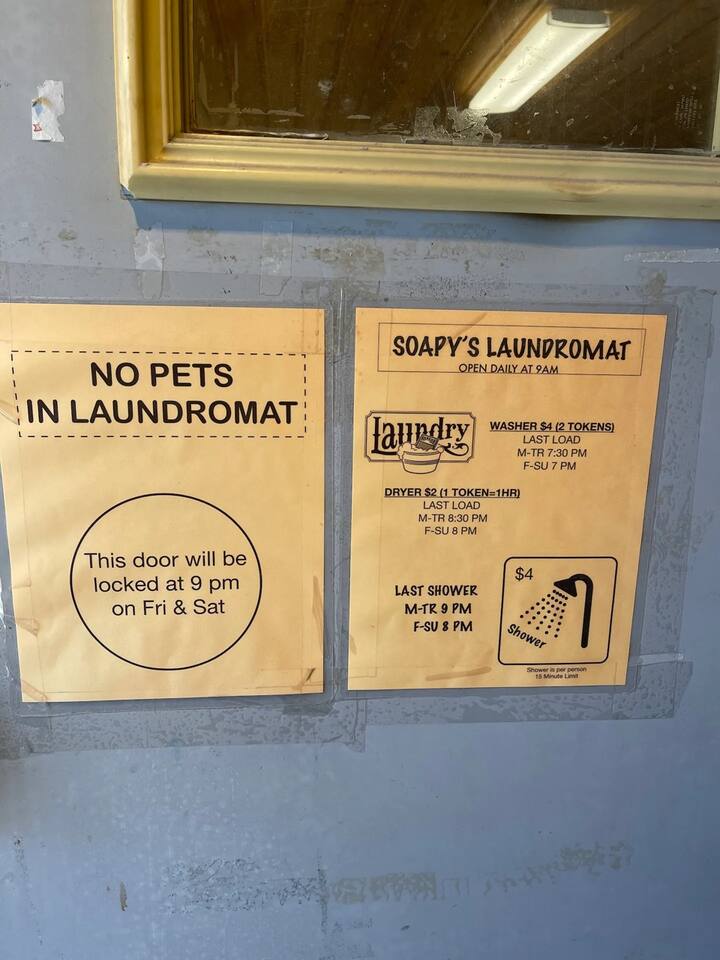 NO PETS
IN LAUNDROMAT
This door will be
locked at 9 pm
on Fri & Sat
SOAPY'S LAUNDROMAT
OPEN DAILY AT 9AM
laundry
WASHER $4 (2 TOKENS)
LAST LOAD
M-TR 7:30 PM
F-SU 7 PM
DRYER $2 (1 TOKEN=1HR)
LAST LOAD
M-TR 8:30 PM
F-SU 8 PM
LAST SHOWER
M-TR 9 PM
F-SU 8 PM
$4
Shower
Shower is per person
15 Minute Limit